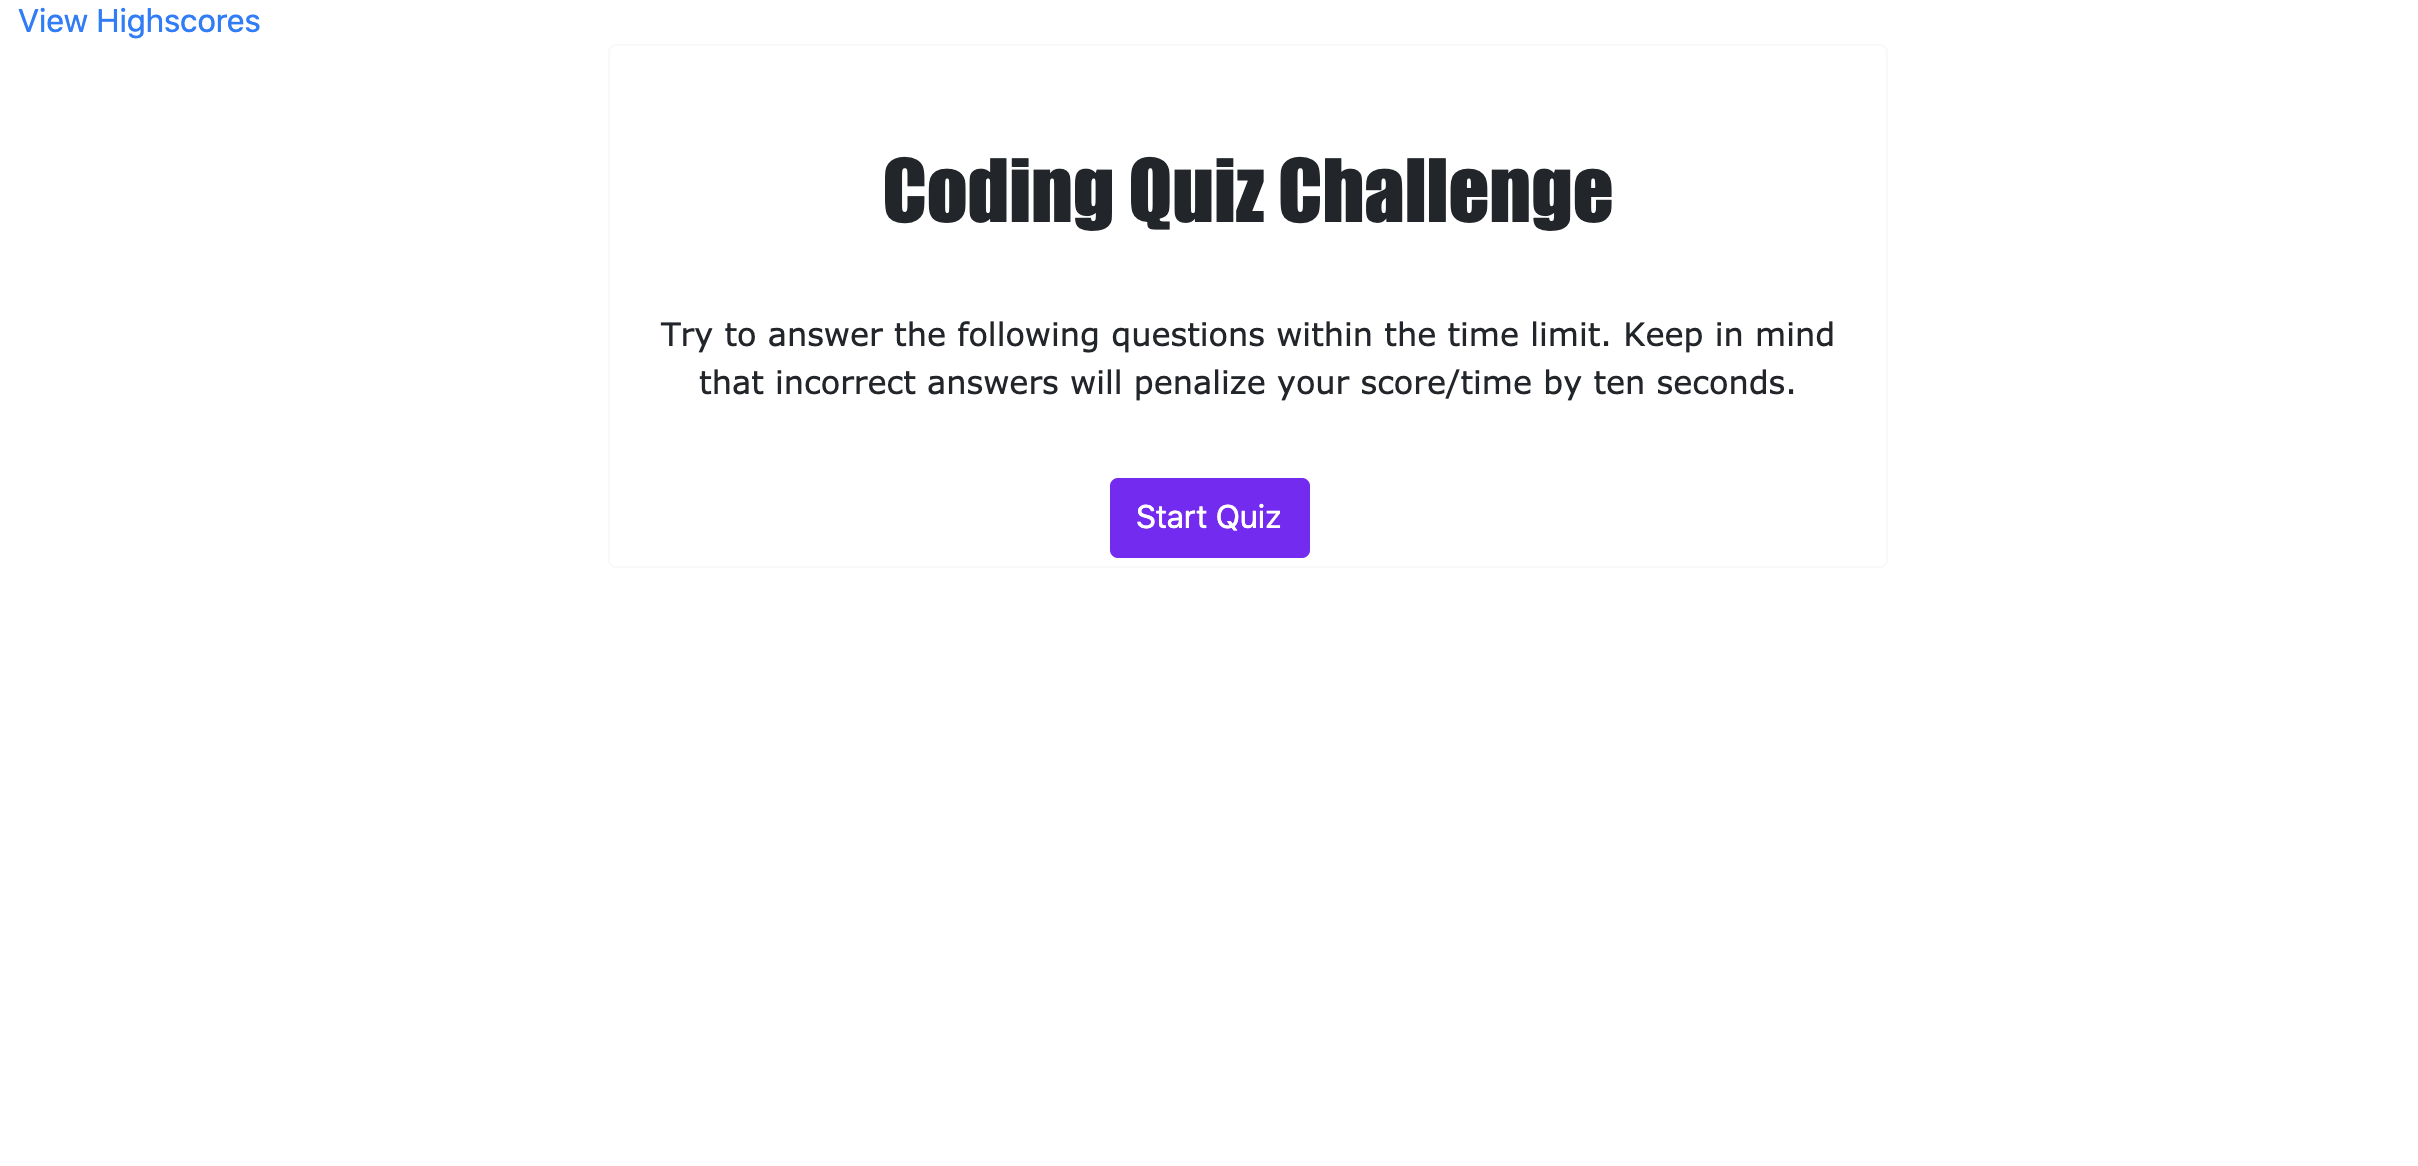 View Highscores
Coding Quiz Challenge
Try to answer the following questions within the time limit. Keep in mind
that incorrect answers will penalize your score/time by ten seconds.
Start Quiz